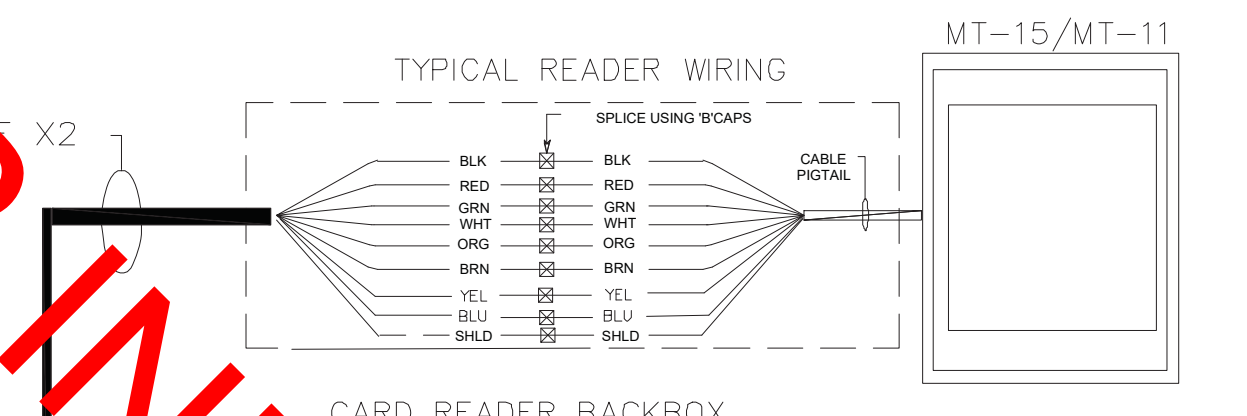 MT-15/MT-11
TYPICAL READER WIRING
X2
SPLICE USING 'B'CAPS
BLK BLK
RED RED
GRN GRN
WHT WHT
ORG ORG
BRN BRN
YEL YEL
BLU BLU
SHLD SHLD
CABLE
PIGTAIL
CARD READER BACKBOX